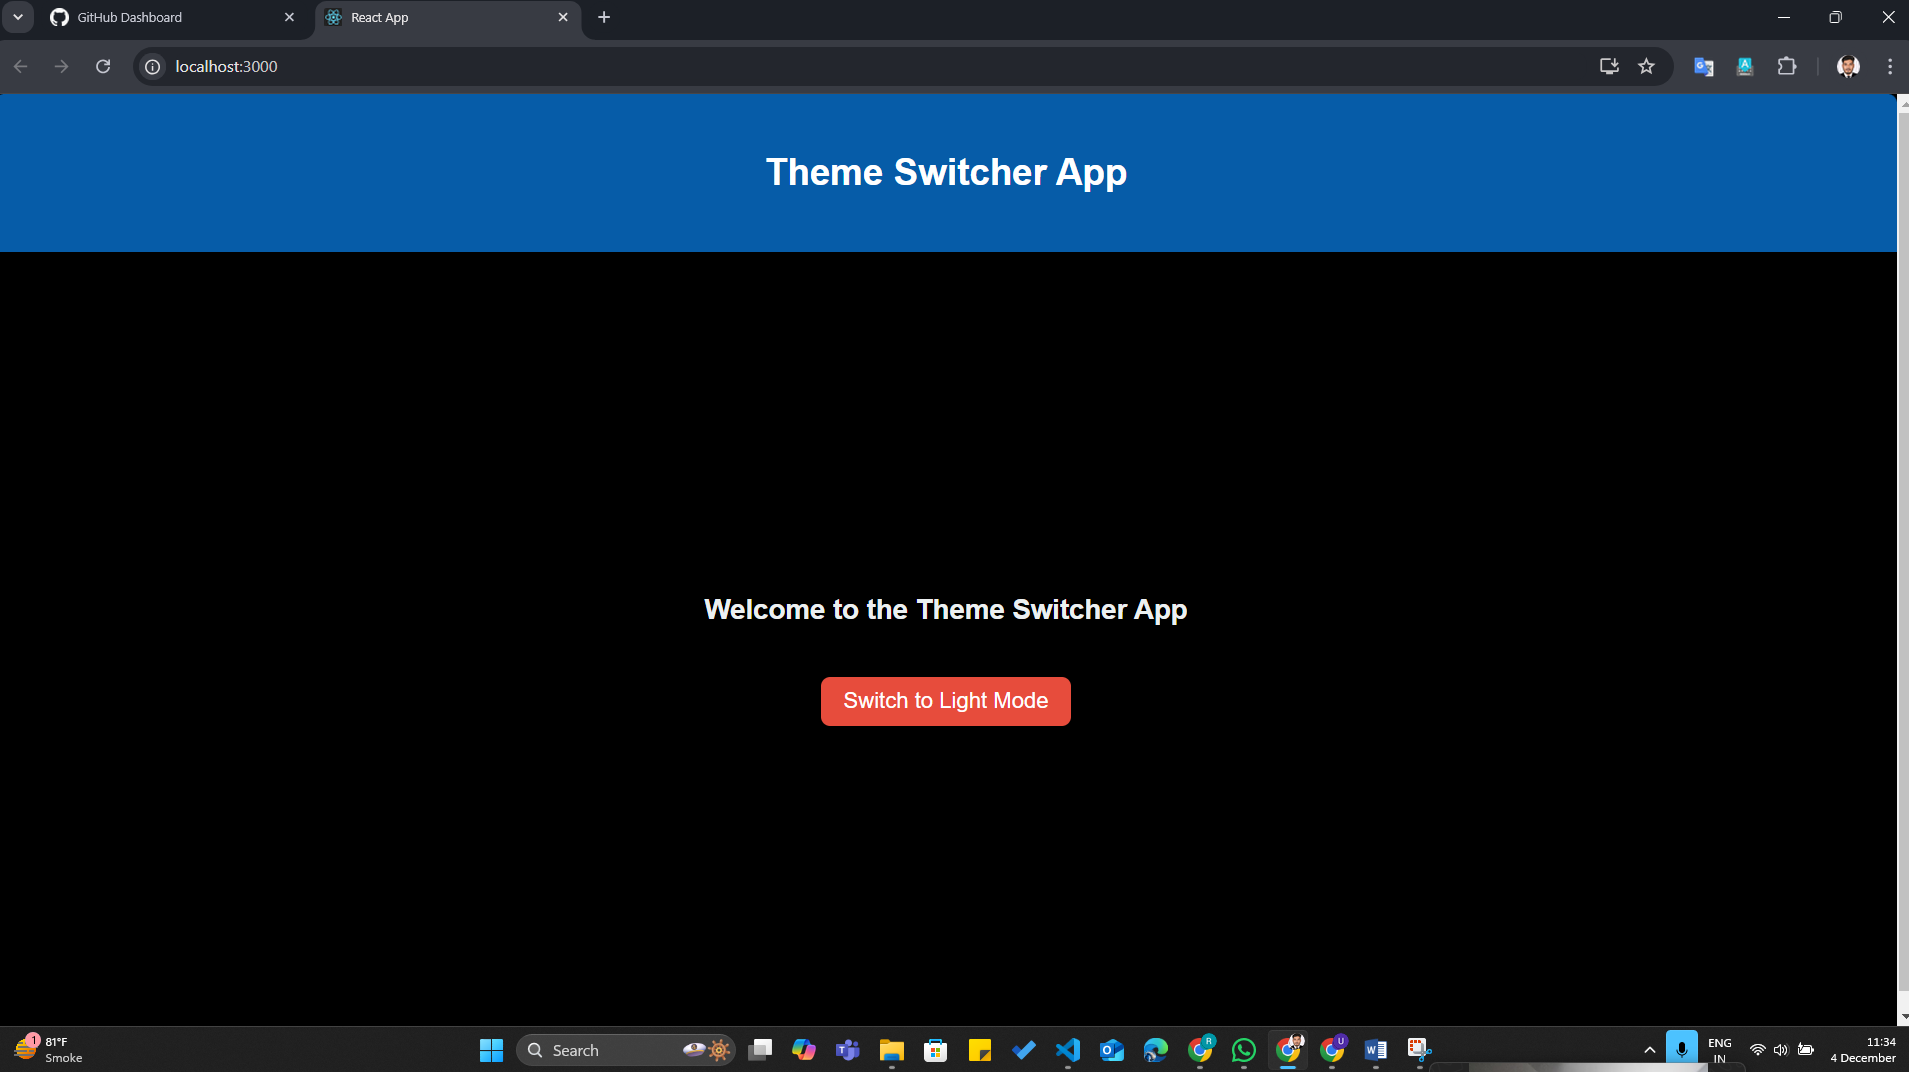 GitHub Dashboard
React App
localhost:3000
Theme Switcher App
Welcome to the Theme Switcher App
Switch to Light Mode
1
81°F
Smoke
Search
R
U
ENG
IN
11:34
4 December